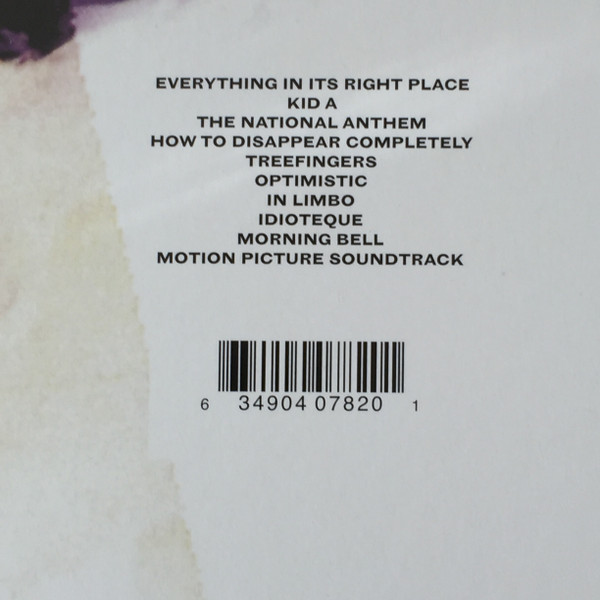 EVERYTHING IN ITS RIGHT PLACE
KID A
THE NATIONAL ANTHEM
HOW TO DISAPPEAR COMPLETELY
TREEFINGERS
OPTIMISTIC
IN LIMBO
IDIOTEQUE
MORNING BELL
MOTION PICTURE SOUNDTRACK
6 34904 07820 1